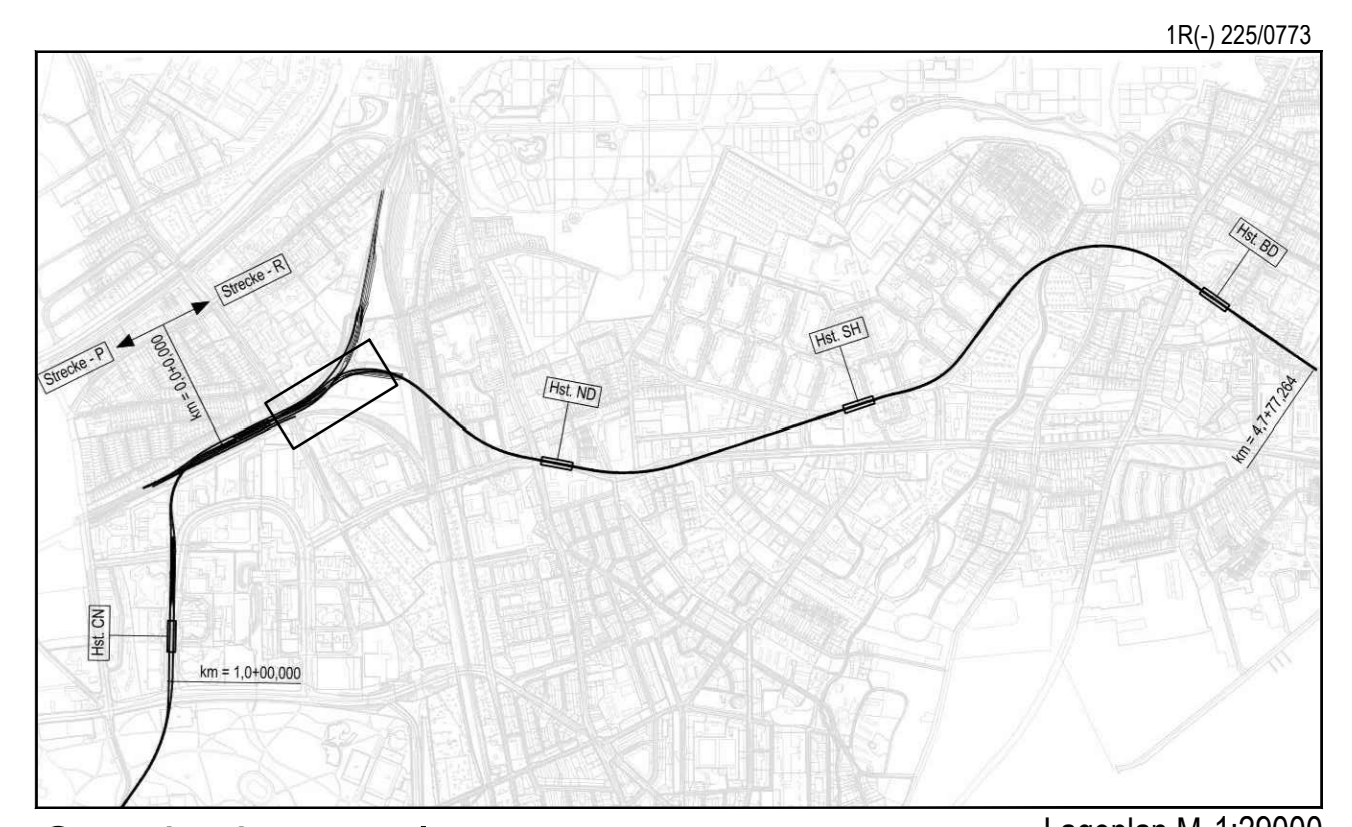 1R(-) 225/0773
Hst. BD
Strecke - R
Strecke - P
km = 0,0+0,000
Hst. SH
Hst. ND
km = 4,7+77,264
Hst. CN
km = 1,0+00,000
Lageplan M. 1:20000